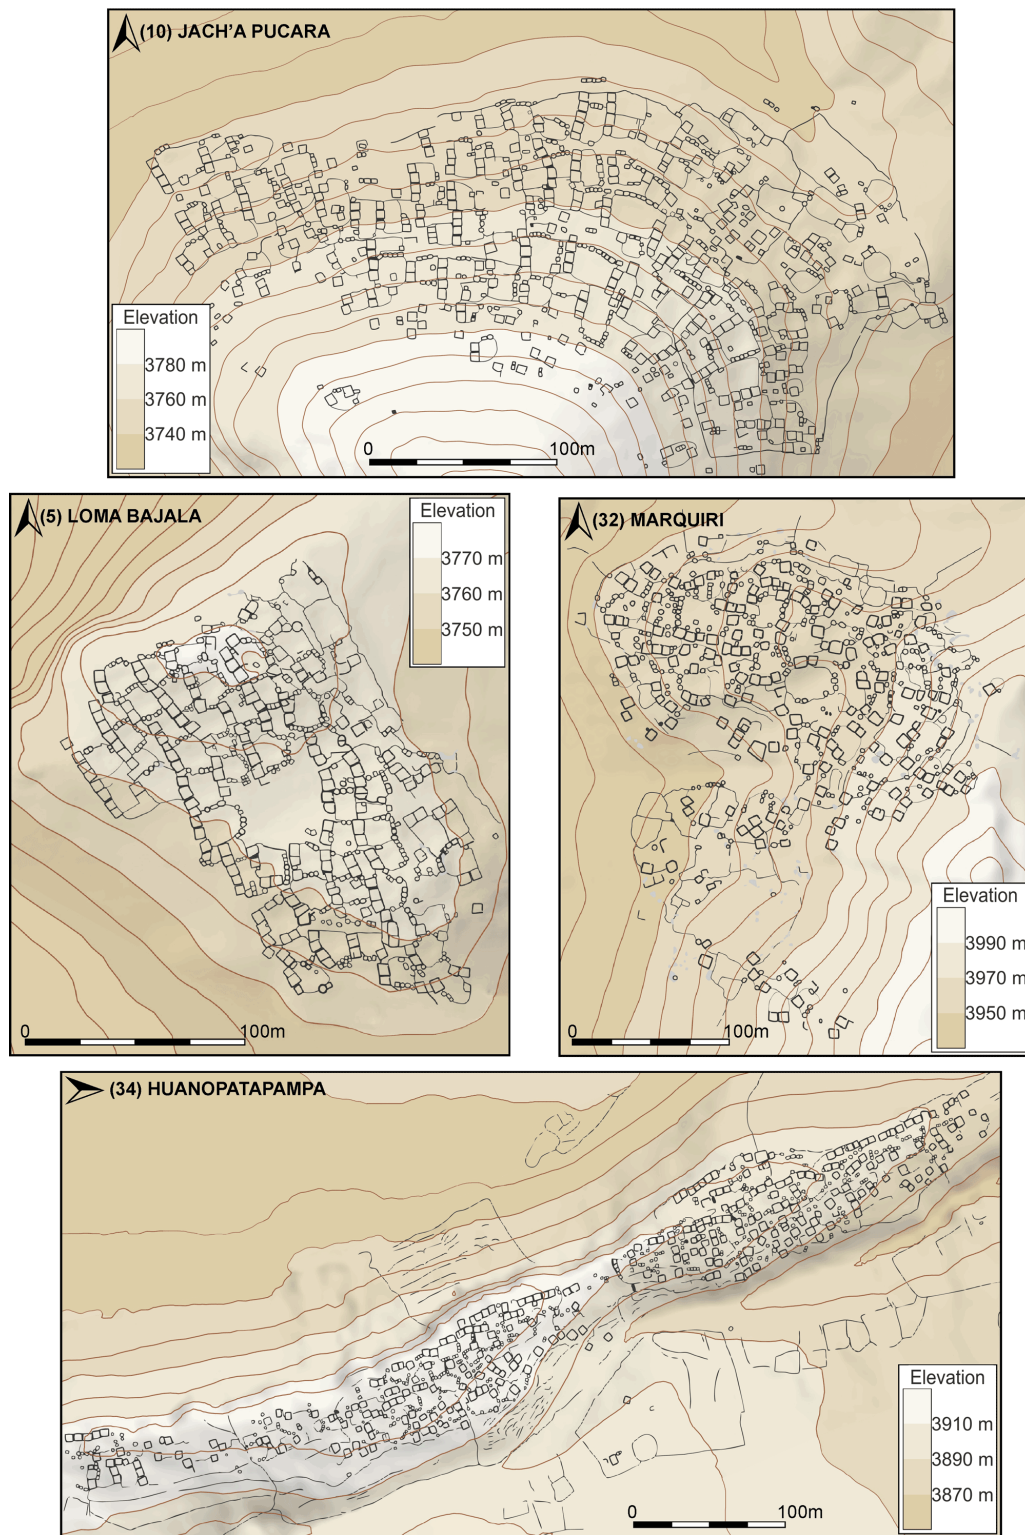 (10) JACH'A PUCARA
Elevation
3780 m
3760 m
3740 m
0 100m
(5) LOMA BAJALA
Elevation
3770 m
3760 m
3750 m
0 100m
(32) MARQUIRI
Elevation
3990 m
3970 m
3950 m
0 100m
(34) HUANOPATAPAMPA
Elevation
3910 m
3890 m
3870 m
0 100m